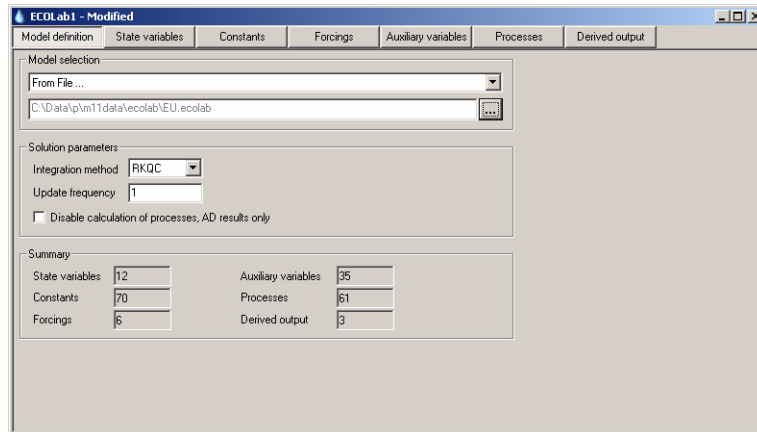 ECOLab1 - Modified
Model definition State variables Constants Forcings Auxiliary variables Processes Derived output
Model selection
From File ...
C:\Data\p\m11data\ecolab\EU.ecolab ...
Solution parameters
Integration method RKQC
Update frequency 1
Disable calculation of processes, AD results only
Summary
State variables 12 Auxiliary variables 35
Constants 70 Processes 61
Forcings 6 Derived output 3